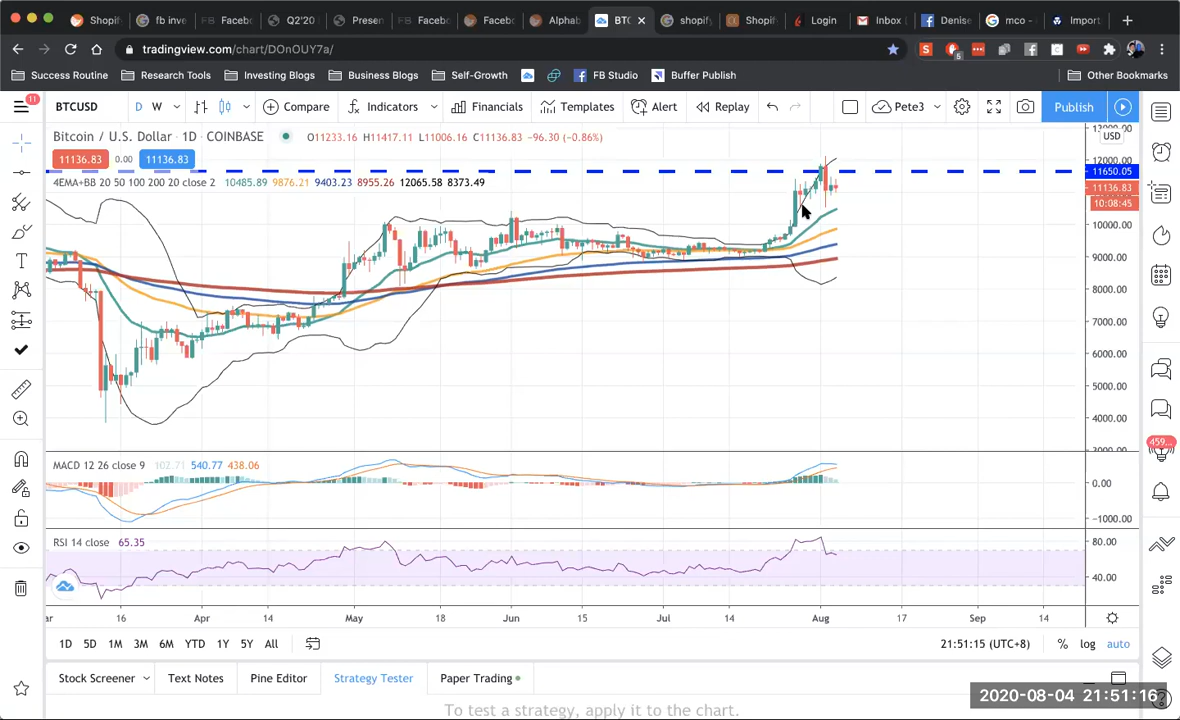 Shopif
fb inve
FB Faceb
Q2'20
Presen
FB Faceb
Faceb
Alphab
BTC
shopify
Shopif
Login
Inbox
Denise
mco -
Import
tradingview.com/chart/DOnOUY7a/
Success Routine Research Tools Investing Blogs Business Blogs Self-Growth FB Studio Buffer Publish Other Bookmarks
11 BTCUSD D W Compare Indicators Financials Templates Alert Replay Pete3 Publish
Bitcoin / U.S. Dollar · 1D · COINBASE O11233.16 H11417.11 L11006.16 C11136.83 −96.30 (−0.86%)
11136.83 0.00 11136.83
4EMA+BB 20 50 100 200 20 close 2 10485.89 9876.21 9403.23 8955.26 12065.58 8373.49
USD
12000.00
11650.05
11136.83
10:08:45
10000.00
9000.00
8000.00
7000.00
6000.00
5000.00
4000.00
MACD 12 26 close 9 102.71 540.77 438.06
0.00
−1000.00
RSI 14 close 65.35
80.00
40.00
16 Apr 14 May 18 Jun 15 Jul 14 Aug 17 Sep 14
1D 5D 1M 3M 6M YTD 1Y 5Y All 21:51:15 (UTC+8) % log auto
Stock Screener Text Notes Pine Editor Strategy Tester Paper Trading
2020-08-04 21:51:16
To test a strategy, apply it to the chart.